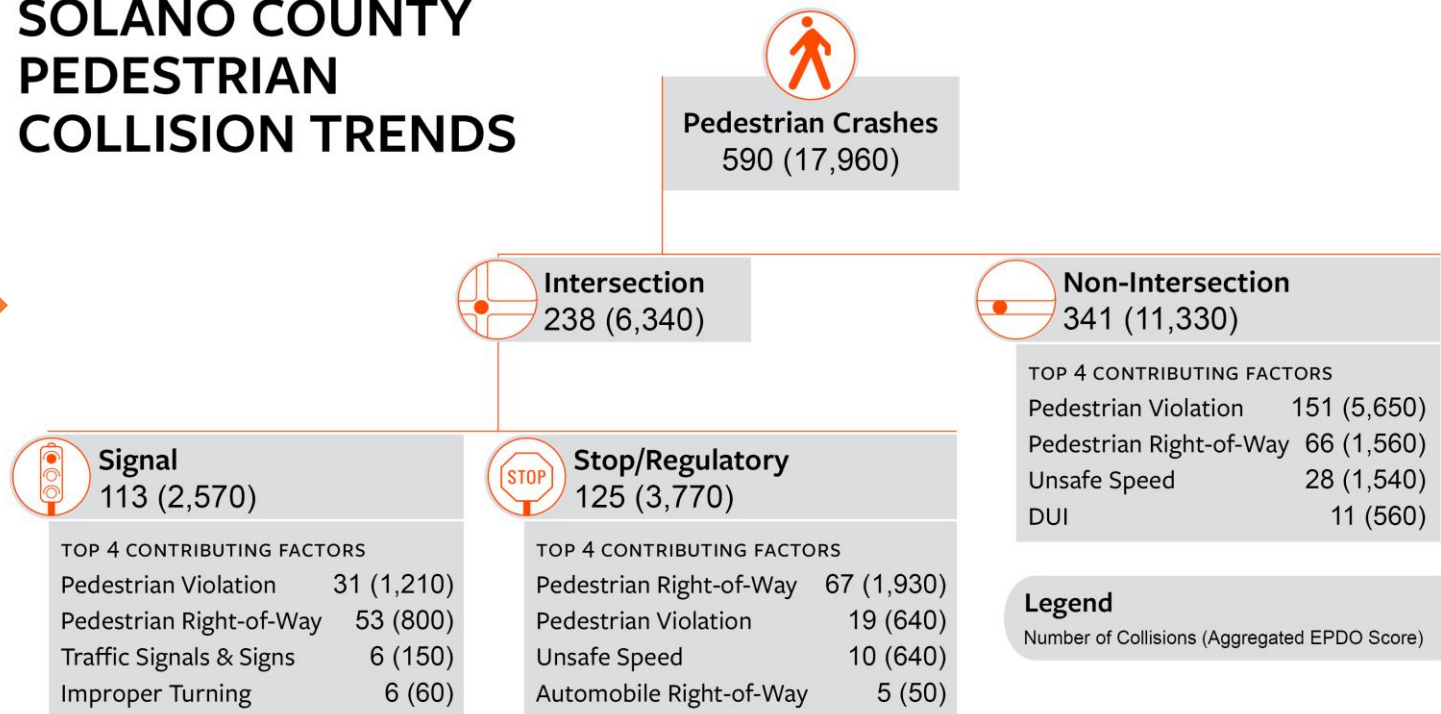 SOLANO COUNTY
PEDESTRIAN
COLLISION TRENDS
Pedestrian Crashes
590 (17,960)
Intersection
238 (6,340)
Non-Intersection
341 (11,330)
TOP 4 CONTRIBUTING FACTORS
Pedestrian Violation 151 (5,650)
Pedestrian Right-of-Way 66 (1,560)
Unsafe Speed 28 (1,540)
DUI 11 (560)
Signal
113 (2,570)
TOP 4 CONTRIBUTING FACTORS
Pedestrian Violation 31 (1,210)
Pedestrian Right-of-Way 53 (800)
Traffic Signals & Signs 6 (150)
Improper Turning 6 (60)
STOP
Stop/Regulatory
125 (3,770)
TOP 4 CONTRIBUTING FACTORS
Pedestrian Right-of-Way 67 (1,930)
Pedestrian Violation 19 (640)
Unsafe Speed 10 (640)
Automobile Right-of-Way 5 (50)
Legend
Number of Collisions (Aggregated EPDO Score)